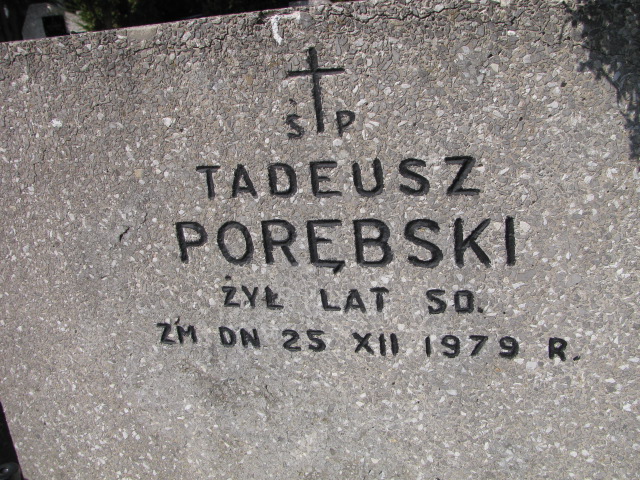 Ś P
TADEUSZ
PORĘBSKI
ŻYŁ LAT 50.
ZM DN 25 XII 1979 R.